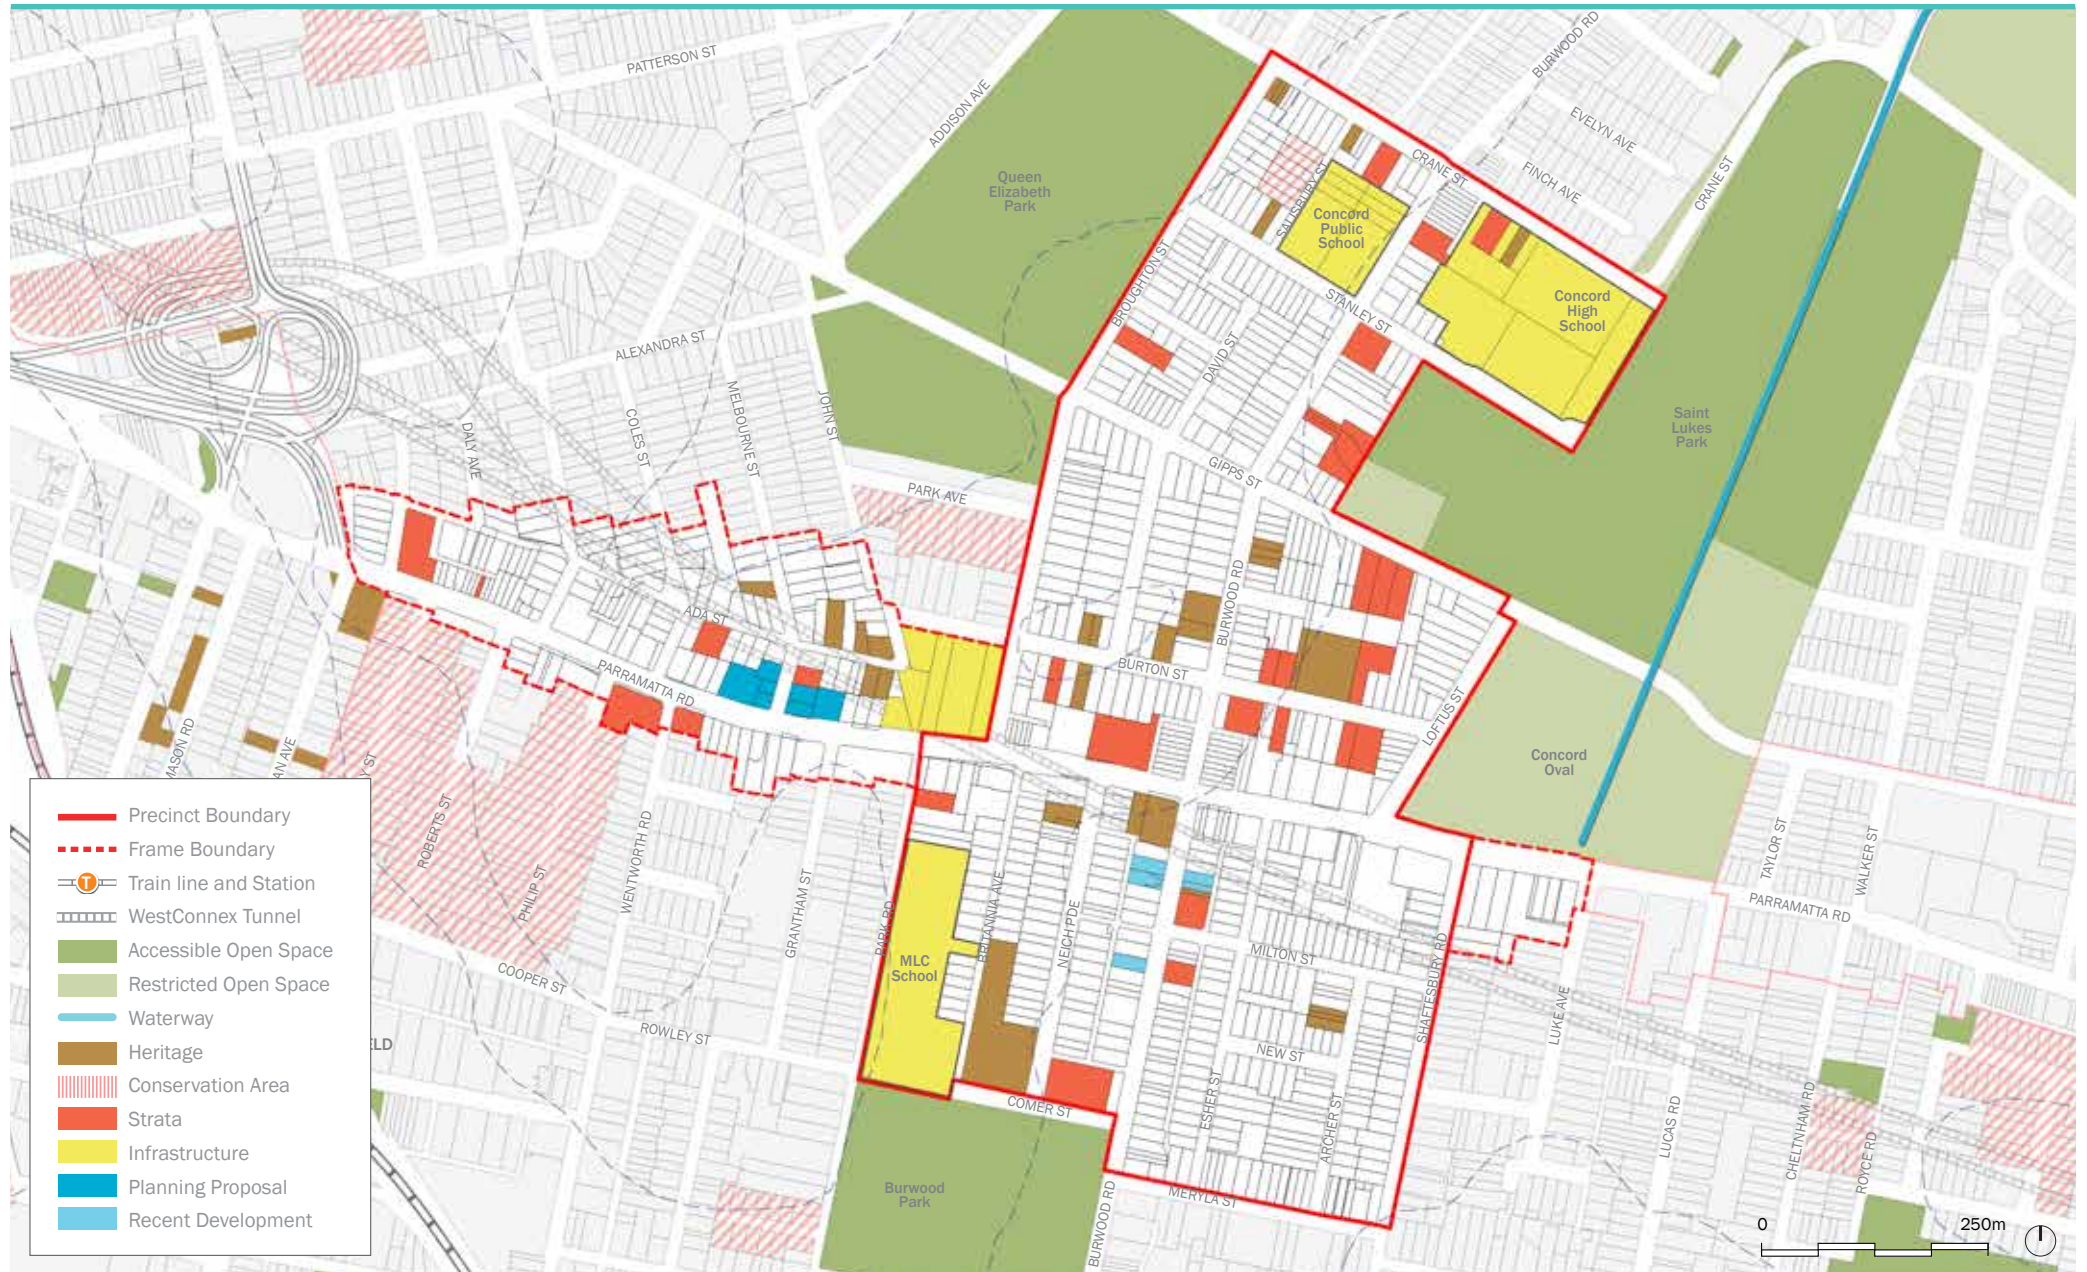 PATTERSON ST
ADDISON AVE
BURWOOD RD
EVELYN AVE
FINCH AVE
CRANE ST
CRANE ST
Queen
Elizabeth
Park
SALISBURY ST
Concord
Public
School
Concord
High
School
BROUGHTON ST
STANLEY ST
DAVID ST
ALEXANDRA ST
MELBOURNE ST
JOHN ST
COLES ST
DALY AVE
Saint
Lukes
Park
GIPPS ST
PARK AVE
BURWOOD RD
ADA ST
PARRAMATTA RD
BURTON ST
LOFTUS ST
Concord
Oval
MASON RD
AN AVE
Y ST
ROBERTS ST
PHILIP ST
WENTWORTH RD
GRANTHAM ST
PARK RD
BRITANNIA AVE
NEICH PDE
MLC
School
MILTON ST
SHAFTESBURY RD
TAYLOR ST
WALKER ST
PARRAMATTA RD
COOPER ST
ROWLEY ST
ELD
NEW ST
LUKE AVE
COMER ST
ESHER ST
ARCHER ST
LUCAS RD
CHELTNHAM RD
ROYCE RD
Burwood
Park
BURWOOD RD
MERYLA ST
Precinct Boundary
Frame Boundary
T
Train line and Station
WestConnex Tunnel
Accessible Open Space
Restricted Open Space
Waterway
Heritage
Conservation Area
Strata
Infrastructure
Planning Proposal
Recent Development
0
250m